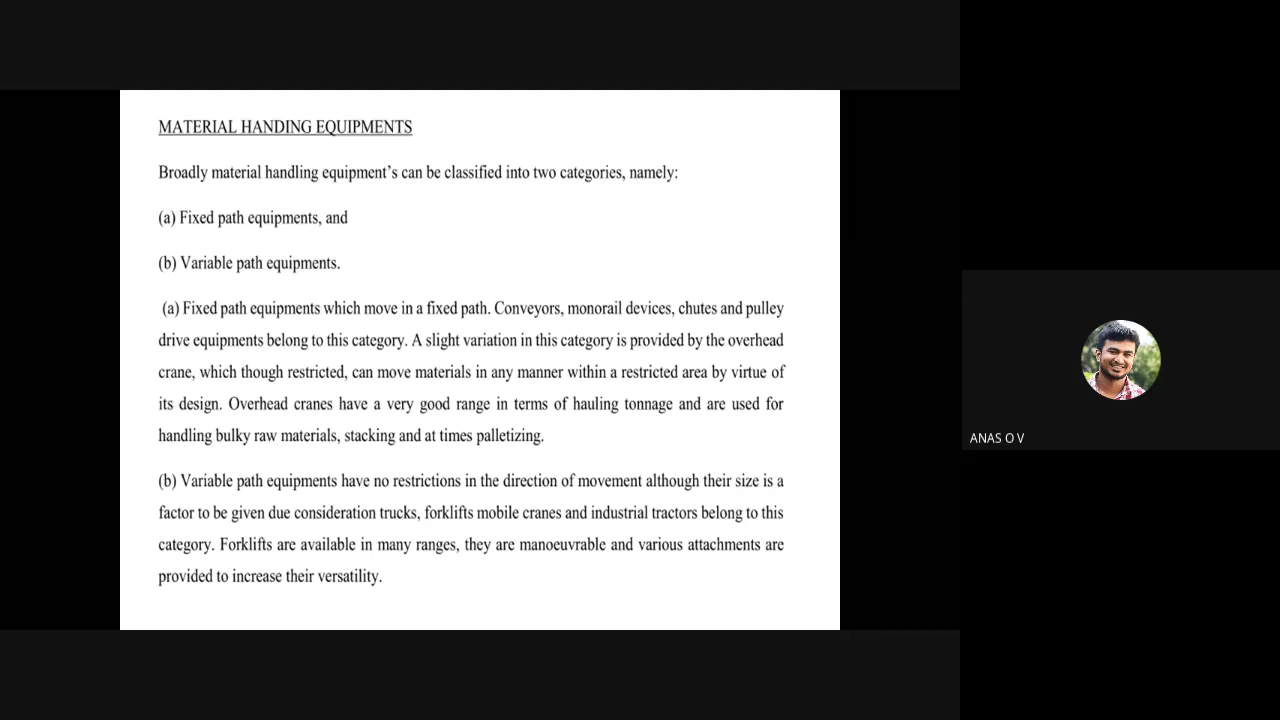 MATERIAL HANDING EQUIPMENTS
Broadly material handling equipment’s can be classified into two categories, namely:
(a) Fixed path equipments, and
(b) Variable path equipments.
(a) Fixed path equipments which move in a fixed path. Conveyors, monorail devices, chutes and pulley
drive equipments belong to this category. A slight variation in this category is provided by the overhead
crane, which though restricted, can move materials in any manner within a restricted area by virtue of
its design. Overhead cranes have a very good range in terms of hauling tonnage and are used for
handling bulky raw materials, stacking and at times palletizing.
(b) Variable path equipments have no restrictions in the direction of movement although their size is a
factor to be given due consideration trucks, forklifts mobile cranes and industrial tractors belong to this
category. Forklifts are available in many ranges, they are manoeuvrable and various attachments are
provided to increase their versatility.
ANAS O V